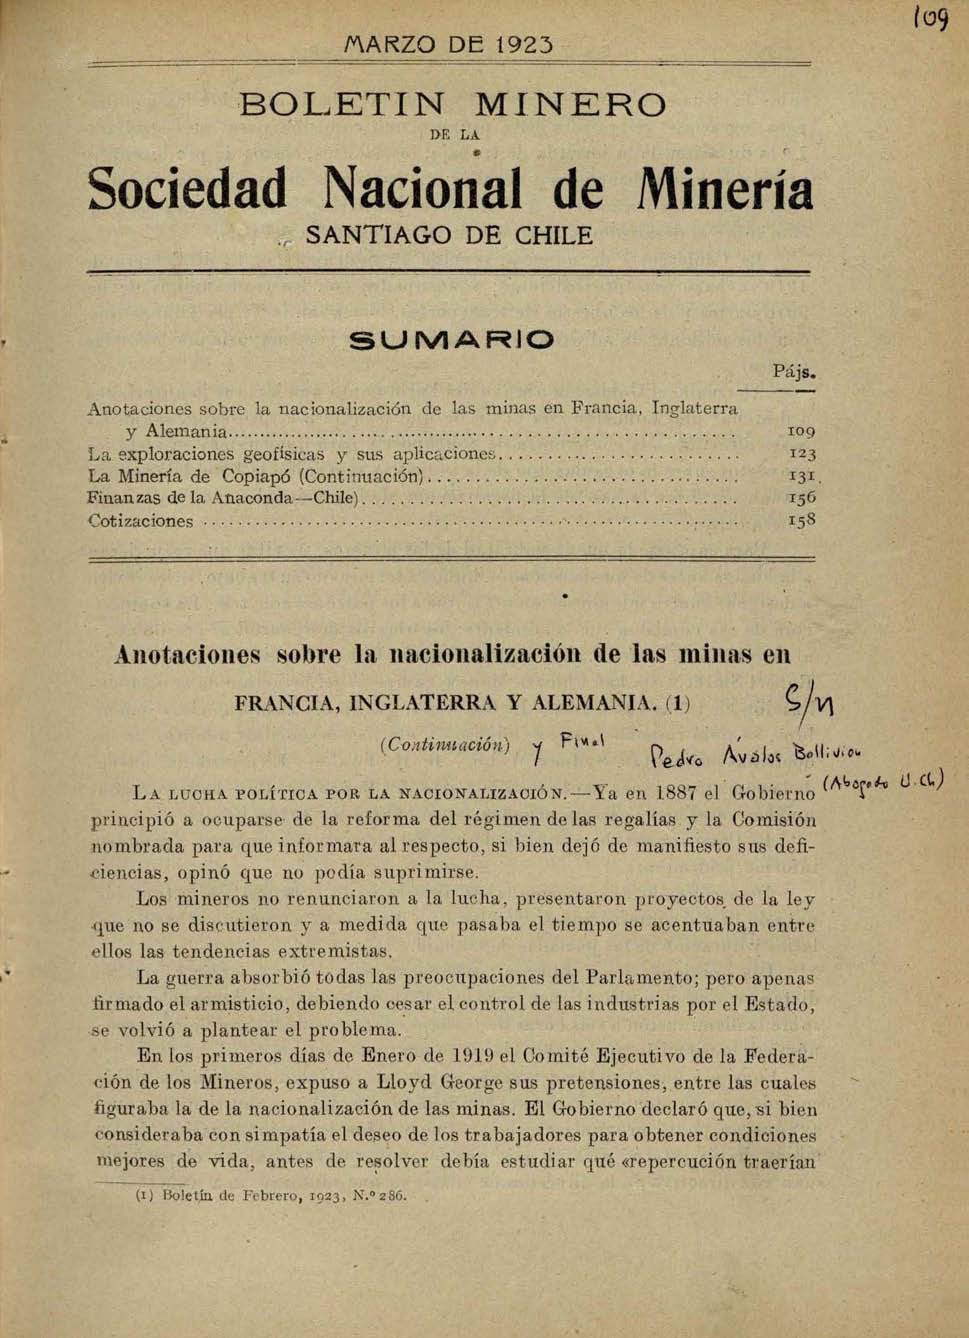 109
MARZO DE 1923
BOLETIN MINERO
DE LA
Sociedad Nacional de Minería
SANTIAGO DE CHILE
SUMARIO
Pájs.
Anotaciones sobre la nacionalización de las minas en Francia, Inglaterra
y Alemania........................................ 109
La exploraciones geofísicas y sus aplicaciones........................ 123
La Minería de Copiapó (Continuación)........................ 131.
Finanzas de la Anaconda—Chile)........................ 156
Cotizaciones ........................ 158
Anotaciones sobre la nacionalización de las minas en
FRANCIA, INGLATERRA Y ALEMANIA. (1)
S/N
(Continuación) y Final
Pedro Ávalos Bollivion
(Abogado U. Ch.)
LA LUCHA POLÍTICA POR LA NACIONALIZACIÓN.—Ya en 1887 el Gobierno
principió a ocuparse de la reforma del régimen de las regalías y la Comisión
nombrada para que informara al respecto, si bien dejó de manifiesto sus defi-
ciencias, opinó que no podía suprimirse.
Los mineros no renunciaron a la lucha, presentaron proyectos de la ley
que no se discutieron y a medida que pasaba el tiempo se acentuaban entre
ellos las tendencias extremistas.
La guerra absorbió todas las preocupaciones del Parlamento; pero apenas
firmado el armisticio, debiendo cesar el control de las industrias por el Estado,
se volvió a plantear el problema.
En los primeros días de Enero de 1919 el Comité Ejecutivo de la Federa-
ción de los Mineros, expuso a Lloyd George sus pretensiones, entre las cuales
figuraba la de la nacionalización de las minas. El Gobierno declaró que, si bien
consideraba con simpatía el deseo de los trabajadores para obtener condiciones
mejores de vida, antes de resolver debía estudiar qué «repercución traerían
(1) Boletín de Febrero, 1923, N.º 286.